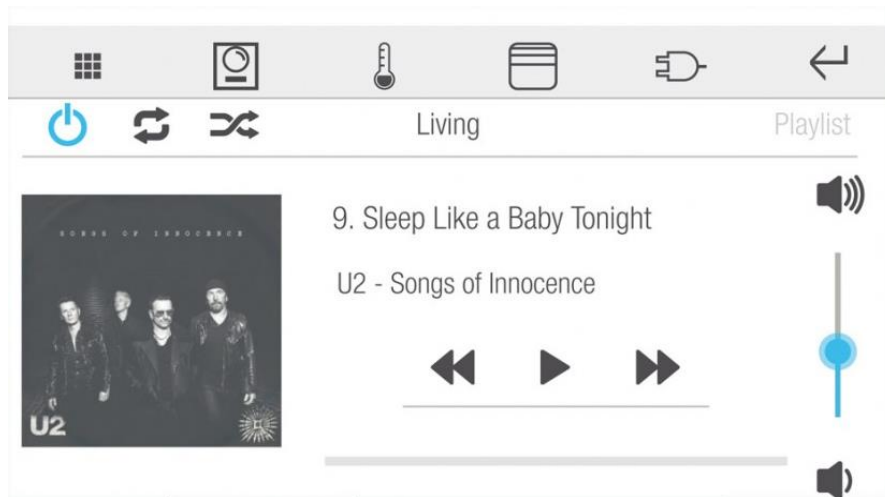 Living
Playlist
SONGS OF INNOCENCE
9. Sleep Like a Baby Tonight
U2 - Songs of Innocence
U2